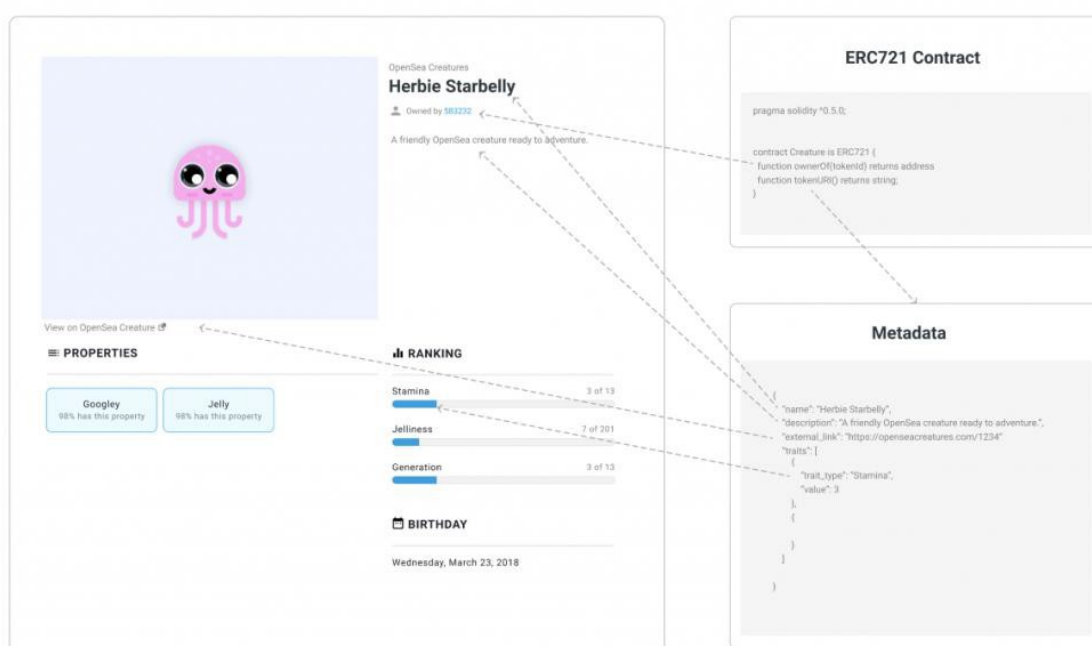 OpenSea Creatures
Herbie Starbelly
Owned by 583232
A friendly OpenSea creature ready to adventure.
View on OpenSea Creature
PROPERTIES
Googley
98% has this property
Jelly
98% has this property
RANKING
Stamina 3 of 13
Jelliness 7 of 201
Generation 3 of 13
BIRTHDAY
Wednesday, March 23, 2018
ERC721 Contract
pragma solidity ^0.5.0;
contract Creature is ERC721 {
function ownerOf(tokenId) returns address
function tokenURI() returns string;
}
Metadata
{
"name": "Herbie Starbelly",
"description": "A friendly OpenSea creature ready to adventure.",
"external_link": "https://openseacreatures.com/1234"
"traits": [
{
"trait_type": "Stamina",
"value": 3
},
{
}
]
}